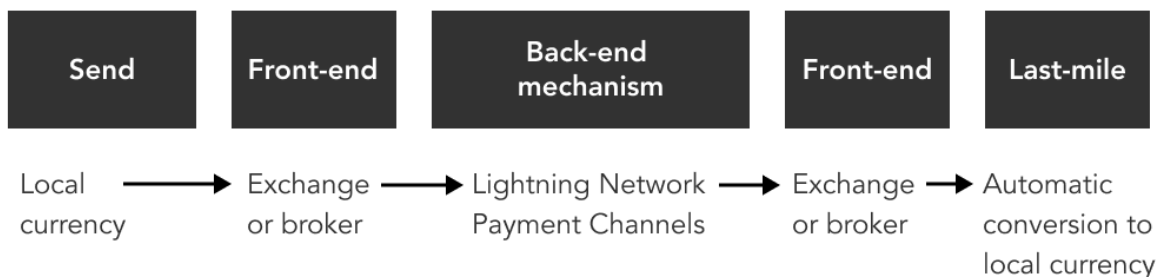 Send
Front-end
Back-end
mechanism
Front-end
Last-mile
Local
currency
Exchange
or broker
Lightning Network
Payment Channels
Exchange
or broker
Automatic
conversion to
local currency